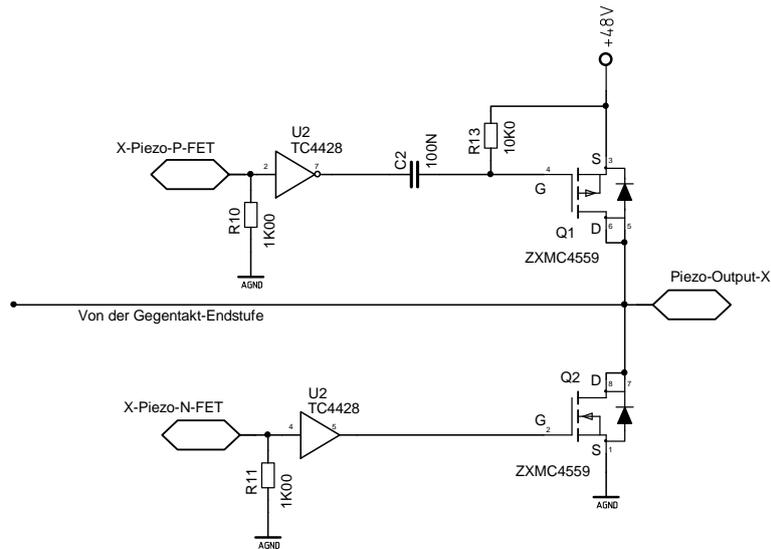 +48V
U2
TC4428
X-Piezo-P-FET
2
7
C2
100N
R13
10K0
S
3
4
G
R10
1K00
Q1
D
6
5
ZXMC4559
AGND
Piezo-Output-X
Von der Gegentakt-Endstufe
Q2
D
8
7
U2
TC4428
X-Piezo-N-FET
4
5
G
2
S
1
R11
1K00
ZXMC4559
AGND
AGND